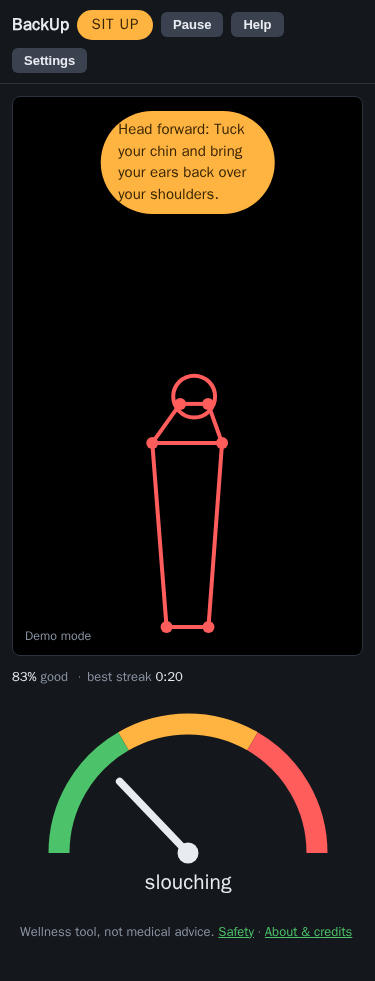 BackUp SIT UP Pause Help
Settings
Head forward: Tuck
your chin and bring
your ears back over
your shoulders.
Demo mode
83% good · best streak 0:20
slouching
Wellness tool, not medical advice. Safety · About & credits